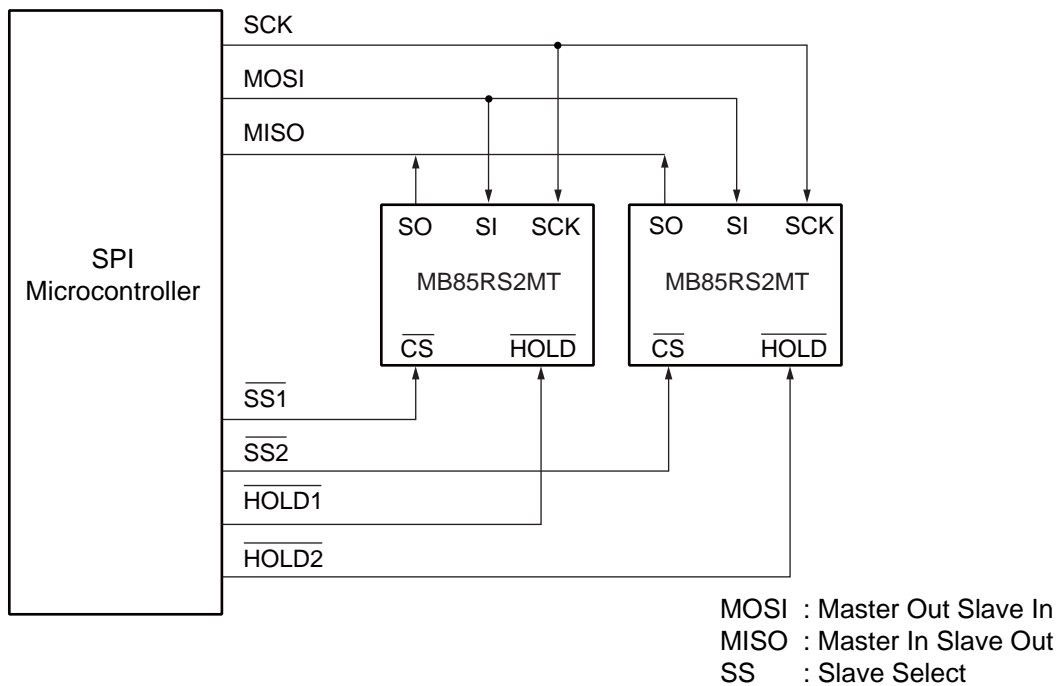 SCK
MOSI
MISO
SO SI SCK
MB85RS2MT
CS HOLD
SO SI SCK
MB85RS2MT
CS HOLD
SPI
Microcontroller
SS1
SS2
HOLD1
HOLD2
MOSI : Master Out Slave In
MISO : Master In Slave Out
SS : Slave Select